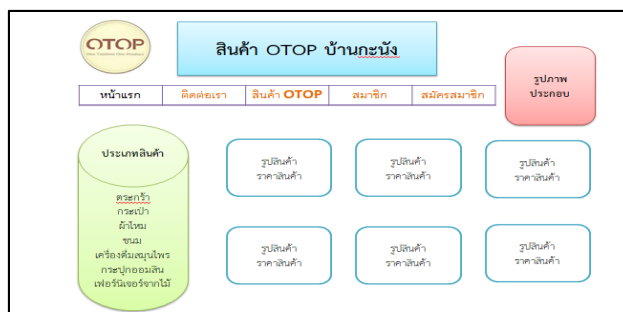 OTOP
One Tambon One Product
สินค้า OTOP บ้านกะนัง
รูปภาพ
ประกอบ
หน้าแรก ติดต่อเรา สินค้า OTOP สมาชิก สมัครสมาชิก
ประเภทสินค้า
ตระกร้า
กระเป๋า
ผ้าไหม
ขนม
เครื่องดื่มสมุนไพร
กระปุกออมสิน
เฟอร์นิเจอร์จากไม้
รูปสินค้า
ราคาสินค้า
รูปสินค้า
ราคาสินค้า
รูปสินค้า
ราคาสินค้า
รูปสินค้า
ราคาสินค้า
รูปสินค้า
ราคาสินค้า
รูปสินค้า
ราคาสินค้า